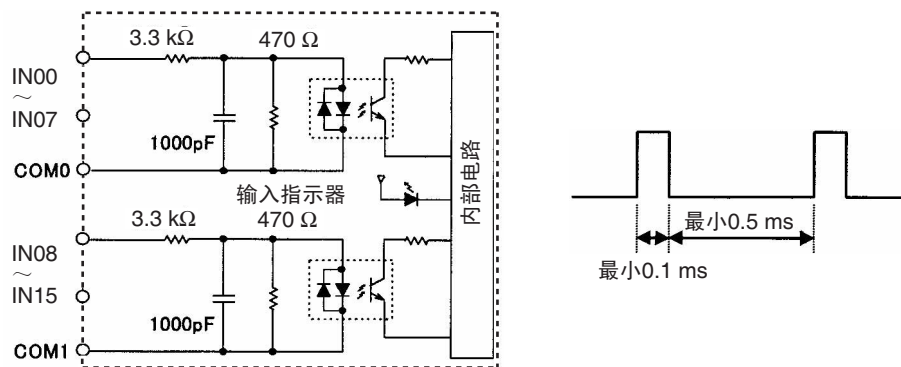 3.3 kΩ
470 Ω
IN00
~
IN07
1000pF
COM0
输入指示器
内部电路
3.3 kΩ
470 Ω
IN08
~
IN15
1000pF
COM1
最小0.5 ms
最小0.1 ms